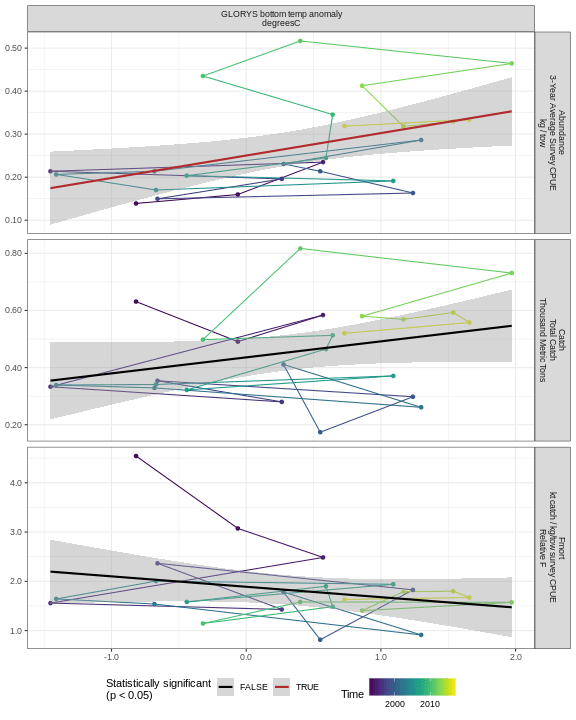 GLORYS bottom temp anomaly
degreesC
0.50
0.40
0.30
0.20
0.10
Abundance
3-Year Average Survey CPUE
kg / tow
0.80
0.60
0.40
0.20
Catch
Total Catch
Thousand Metric Tons
4.0
3.0
2.0
1.0
Fmort
kt catch / kg/tow survey CPUE
Relative F
-1.0
0.0
1.0
2.0
Statistically significant
(p < 0.05)
FALSE
TRUE
Time
2000
2010